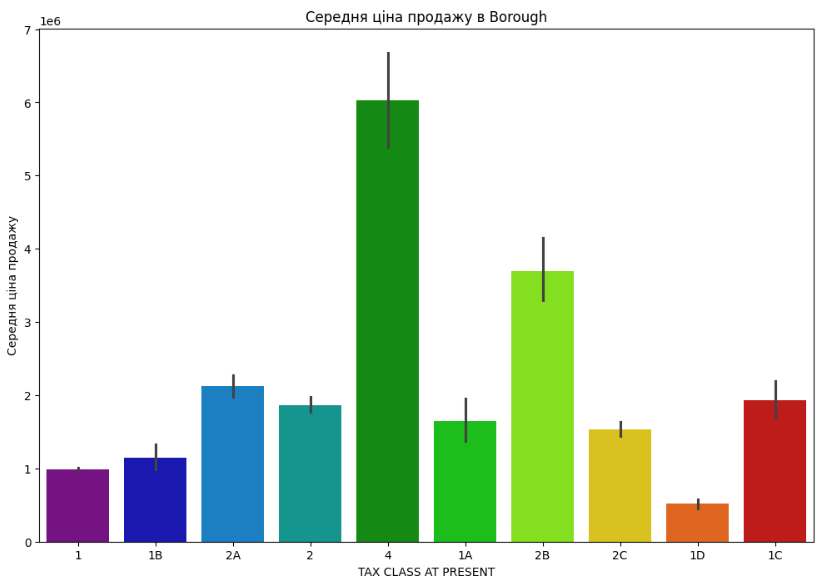 Середня ціна продажу в Borough
1e6
7
6
5
4
3
2
1
0
Середня ціна продажу
1 1B 2A 2 4 1A 2B 2C 1D 1C
TAX CLASS AT PRESENT